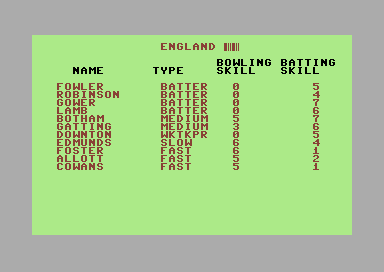 ENGLAND
BOWLING BATTING
NAME TYPE SKILL SKILL
FOWLER BATTER 0 5
ROBINSON BATTER 0 4
GOWER BATTER 0 7
LAMB BATTER 0 6
BOTHAM MEDIUM 5 7
GATTING MEDIUM 3 6
DOWNTON WKTKPR 0 5
EDMUNDS SLOW 6 4
FOSTER FAST 6 1
ALLOTT FAST 5 2
COWANS FAST 5 1